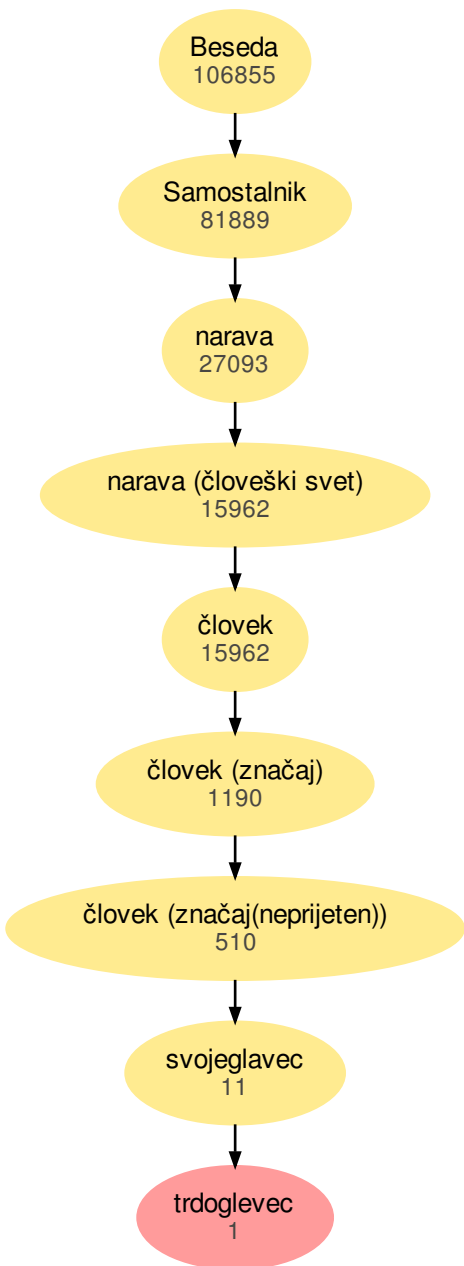 Beseda
106855
Samostalnik
81889
narava
27093
narava (človeški svet)
15962
človek
15962
človek (značaj)
1190
človek (značaj(neprijeten))
510
svojeglavec
11
trdoglevec
1